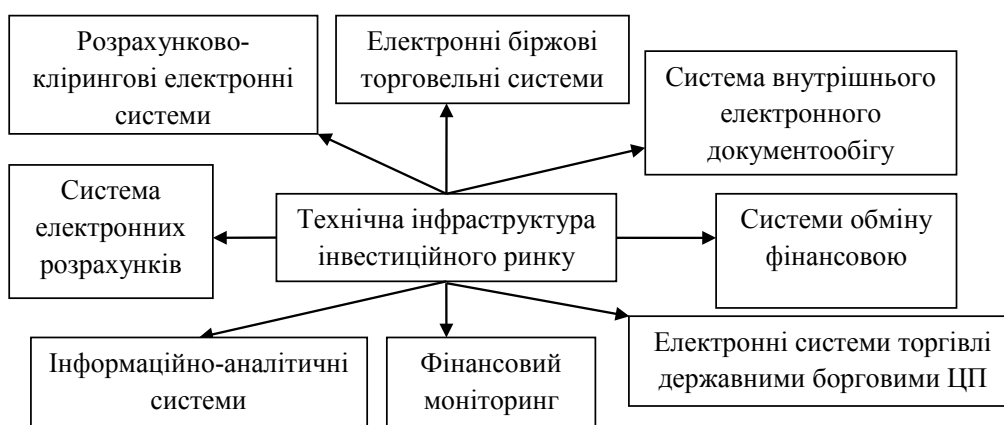 Розрахунково-
клірингові електронні
системи
Електронні біржові
торговельні системи
Система внутрішнього
електронного
документообігу
Система
електронних
розрахунків
Технічна інфраструктура
інвестиційного ринку
Системи обміну
фінансовою
Інформаційно-аналітичні
системи
Фінансовий
моніторинг
Електронні системи торгівлі
державними борговими ЦП